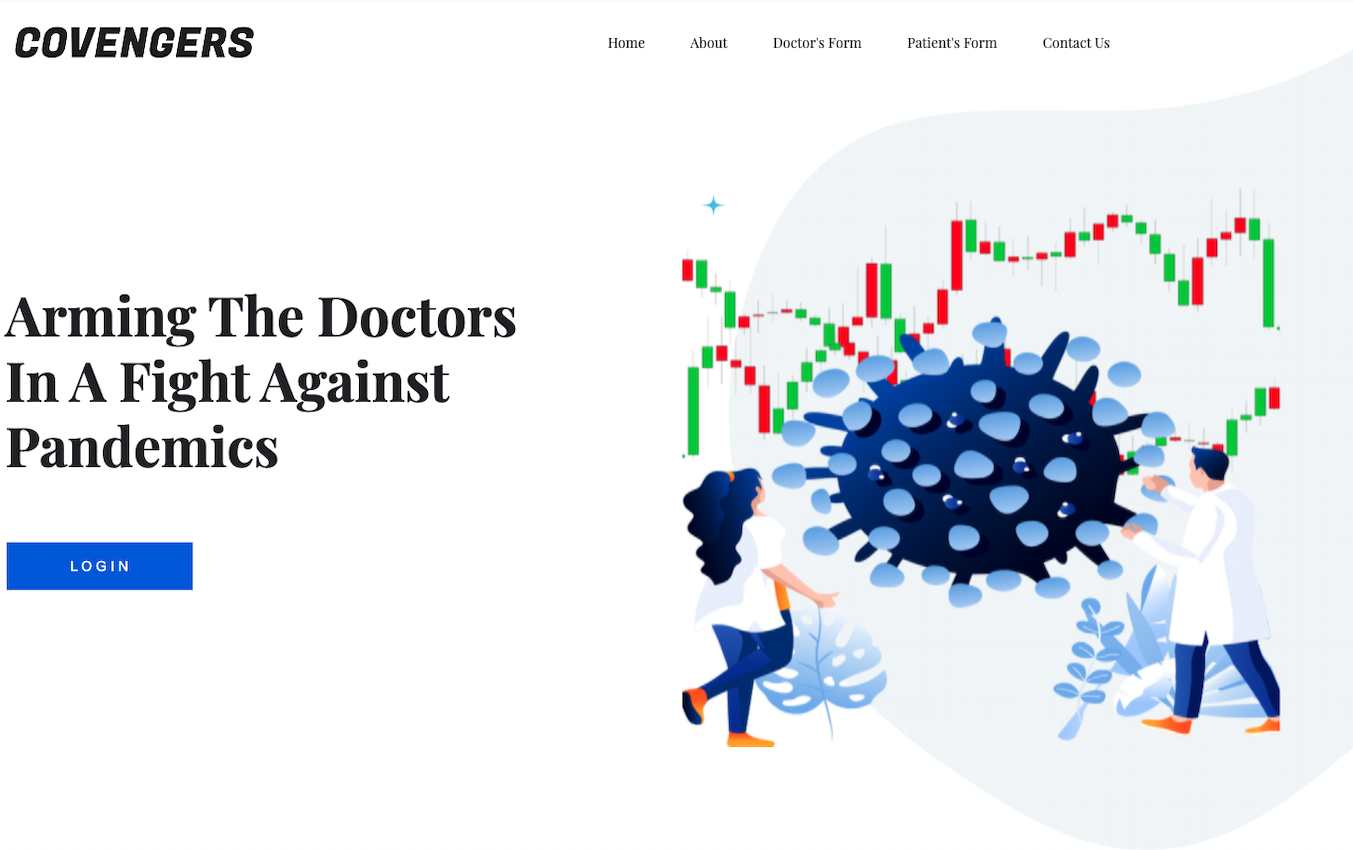 COVENGERS
Home
About
Doctor's Form
Patient's Form
Contact Us
Arming The Doctors
In A Fight Against
Pandemics
LOGIN